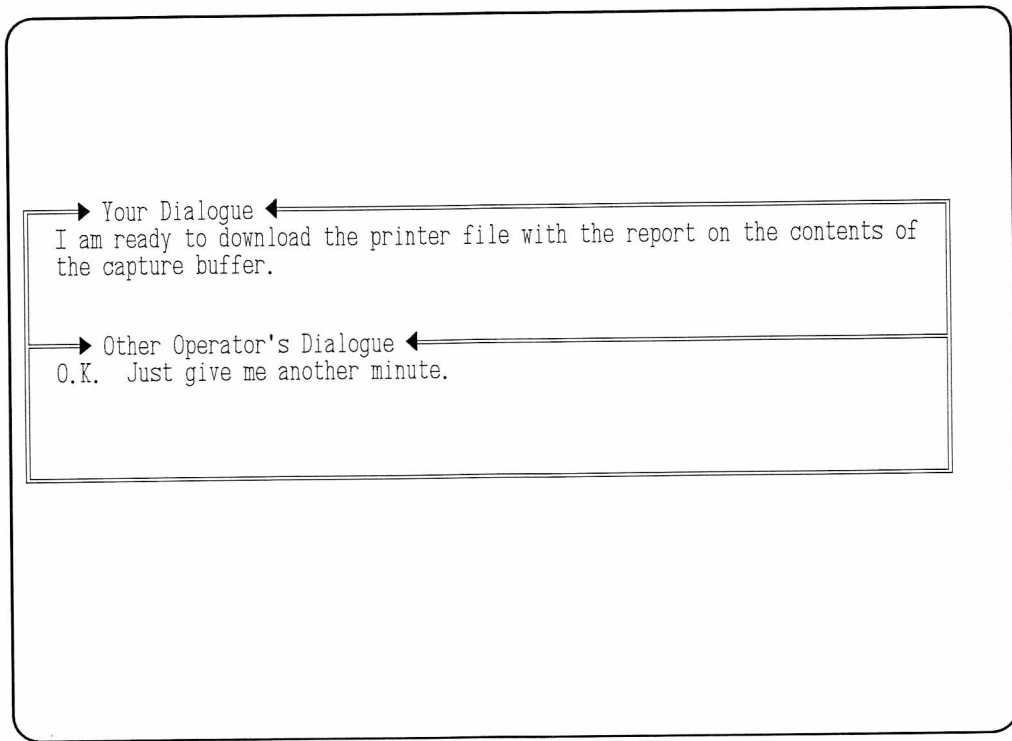 Your Dialogue
I am ready to download the printer file with the report on the contents of
the capture buffer.
Other Operator's Dialogue
O.K.  Just give me another minute.